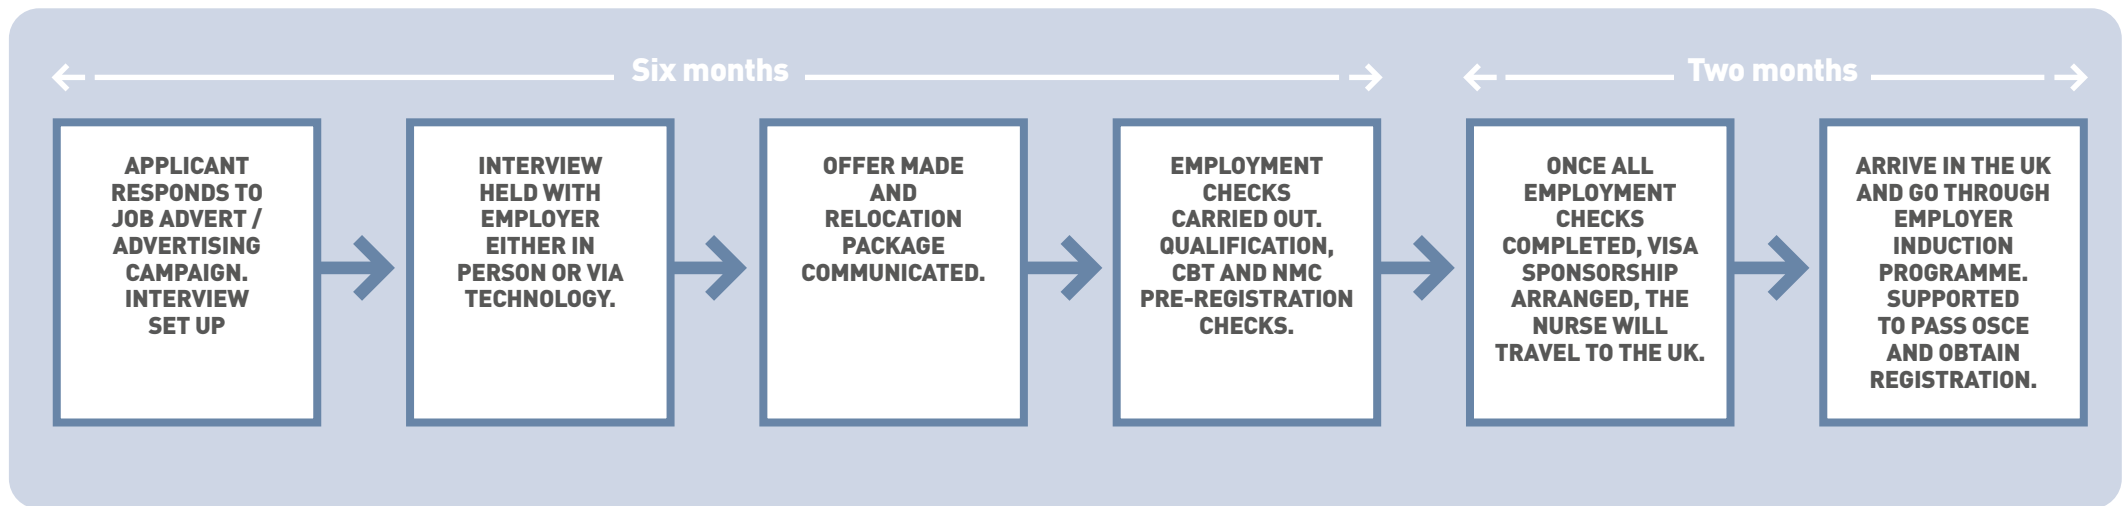 Six months
Two months
APPLICANT
RESPONDS TO
JOB ADVERT /
ADVERTISING
CAMPAIGN.
INTERVIEW
SET UP
INTERVIEW
HELD WITH
EMPLOYER
EITHER IN
PERSON OR VIA
TECHNOLOGY.
OFFER MADE
AND
RELOCATION
PACKAGE
COMMUNICATED.
EMPLOYMENT
CHECKS
CARRIED OUT.
QUALIFICATION,
CBT AND NMC
PRE-REGISTRATION
CHECKS.
ONCE ALL
EMPLOYMENT
CHECKS
COMPLETED, VISA
SPONSORSHIP
ARRANGED, THE
NURSE WILL
TRAVEL TO THE UK.
ARRIVE IN THE UK
AND GO THROUGH
EMPLOYER
INDUCTION
PROGRAMME.
SUPPORTED
TO PASS OSCE
AND OBTAIN
REGISTRATION.